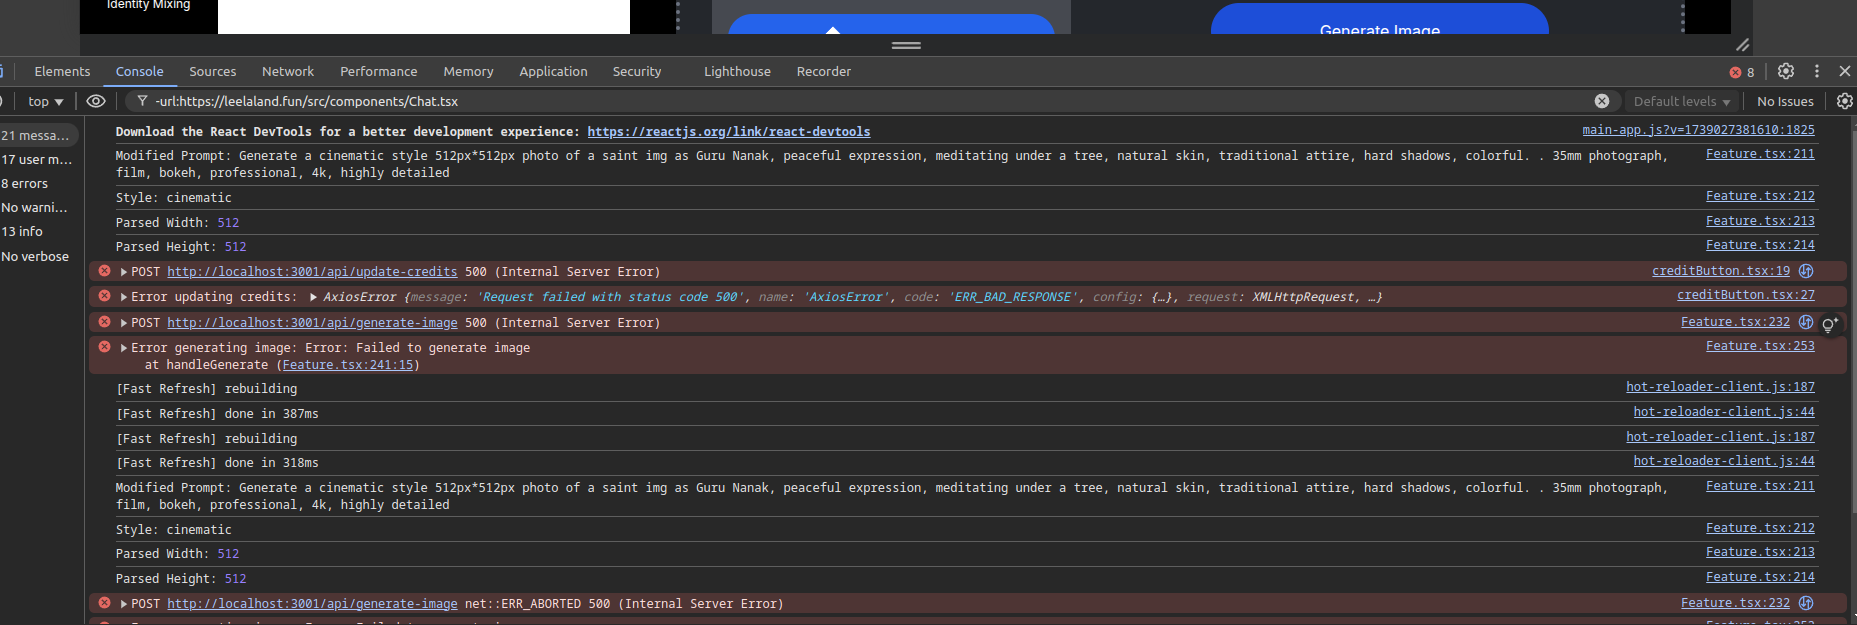 Identity Mixing
Generate Image
Elements Console Sources Network Performance Memory Application Security Lighthouse Recorder 8
top -url:https://leelaland.fun/src/components/Chat.tsx Default levels No Issues
21 messa...
17 user m...
8 errors
No warni...
13 info
No verbose
Download the React DevTools for a better development experience: https://reactjs.org/link/react-devtools main-app.js?v=1739027381610:1825
Modified Prompt: Generate a cinematic style 512px*512px photo of a saint img as Guru Nanak, peaceful expression, meditating under a tree, natural skin, traditional attire, hard shadows, colorful. . 35mm photograph, Feature.tsx:211
film, bokeh, professional, 4k, highly detailed
Style: cinematic Feature.tsx:212
Parsed Width: 512 Feature.tsx:213
Parsed Height: 512 Feature.tsx:214
POST http://localhost:3001/api/update-credits 500 (Internal Server Error) creditButton.tsx:19
Error updating credits: AxiosError {message: 'Request failed with status code 500', name: 'AxiosError', code: 'ERR_BAD_RESPONSE', config: {…}, request: XMLHttpRequest, …} creditButton.tsx:27
POST http://localhost:3001/api/generate-image 500 (Internal Server Error) Feature.tsx:232
Error generating image: Error: Failed to generate image Feature.tsx:253
at handleGenerate (Feature.tsx:241:15)
[Fast Refresh] rebuilding hot-reloader-client.js:187
[Fast Refresh] done in 387ms hot-reloader-client.js:44
[Fast Refresh] rebuilding hot-reloader-client.js:187
[Fast Refresh] done in 318ms hot-reloader-client.js:44
Modified Prompt: Generate a cinematic style 512px*512px photo of a saint img as Guru Nanak, peaceful expression, meditating under a tree, natural skin, traditional attire, hard shadows, colorful. . 35mm photograph, Feature.tsx:211
film, bokeh, professional, 4k, highly detailed
Style: cinematic Feature.tsx:212
Parsed Width: 512 Feature.tsx:213
Parsed Height: 512 Feature.tsx:214
POST http://localhost:3001/api/generate-image net::ERR_ABORTED 500 (Internal Server Error) Feature.tsx:232